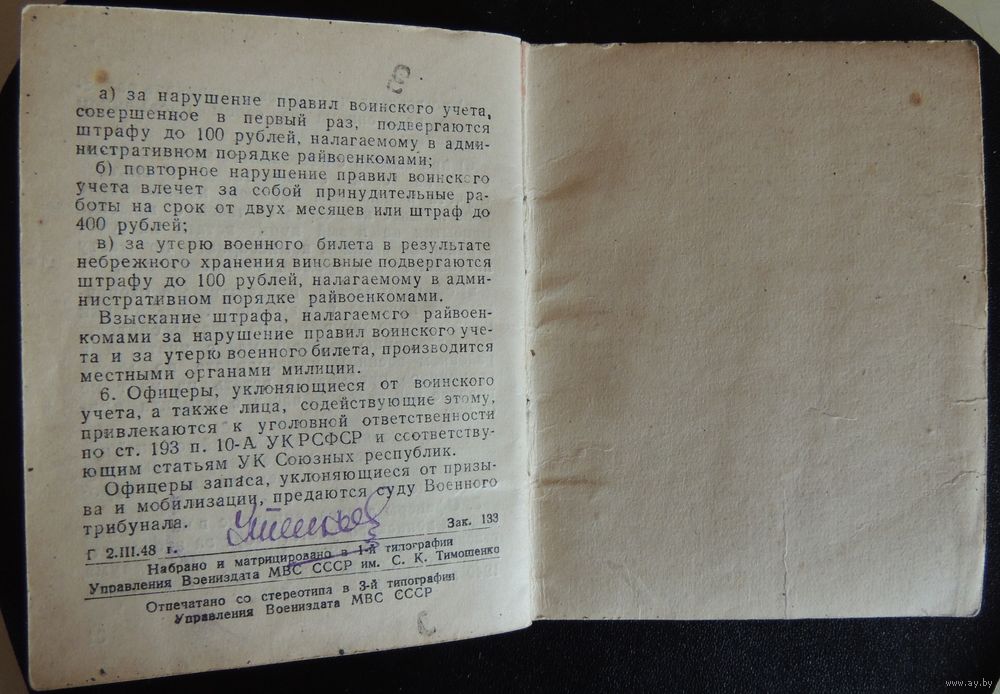 а) за нарушение правил воинского учета,
совершенное в первый раз, подвергаются
штрафу до 100 рублей, налагаемому в адми-
нистративном порядке райвоенкомами;
б) повторное нарушение правил воинского
учета влечет за собой принудительные ра-
боты на срок от двух месяцев или штраф до
400 рублей;
в) за утерю военного билета в результате
небрежного хранения виновные подвергаются
штрафу до 100 рублей, налагаемому в адми-
нистративном порядке райвоенкомами.
Взыскание штрафа, налагаемого райвоен-
комами за нарушение правил воинского уче-
та и за утерю военного билета, производится
местными органами милиции.
6. Офицеры, уклоняющиеся от воинского
учета, а также лица, содействующие этому,
привлекаются к уголовной ответственности
по ст. 193 п. 10-А УК РСФСР и соответству-
ющим статьям УК Союзных республик.
Офицеры запаса, уклоняющиеся от призы-
ва и мобилизации, предаются суду Военного
трибунала.
Г 2.III.48 г. Зак. 133
Набрано и матрицировано в 1-й типографии
Управления Воениздата МВС СССР им. С. К. Тимошенко
Отпечатано со стереотипа в 3-й типографии
Управления Воениздата МВС СССР
www.ay.by